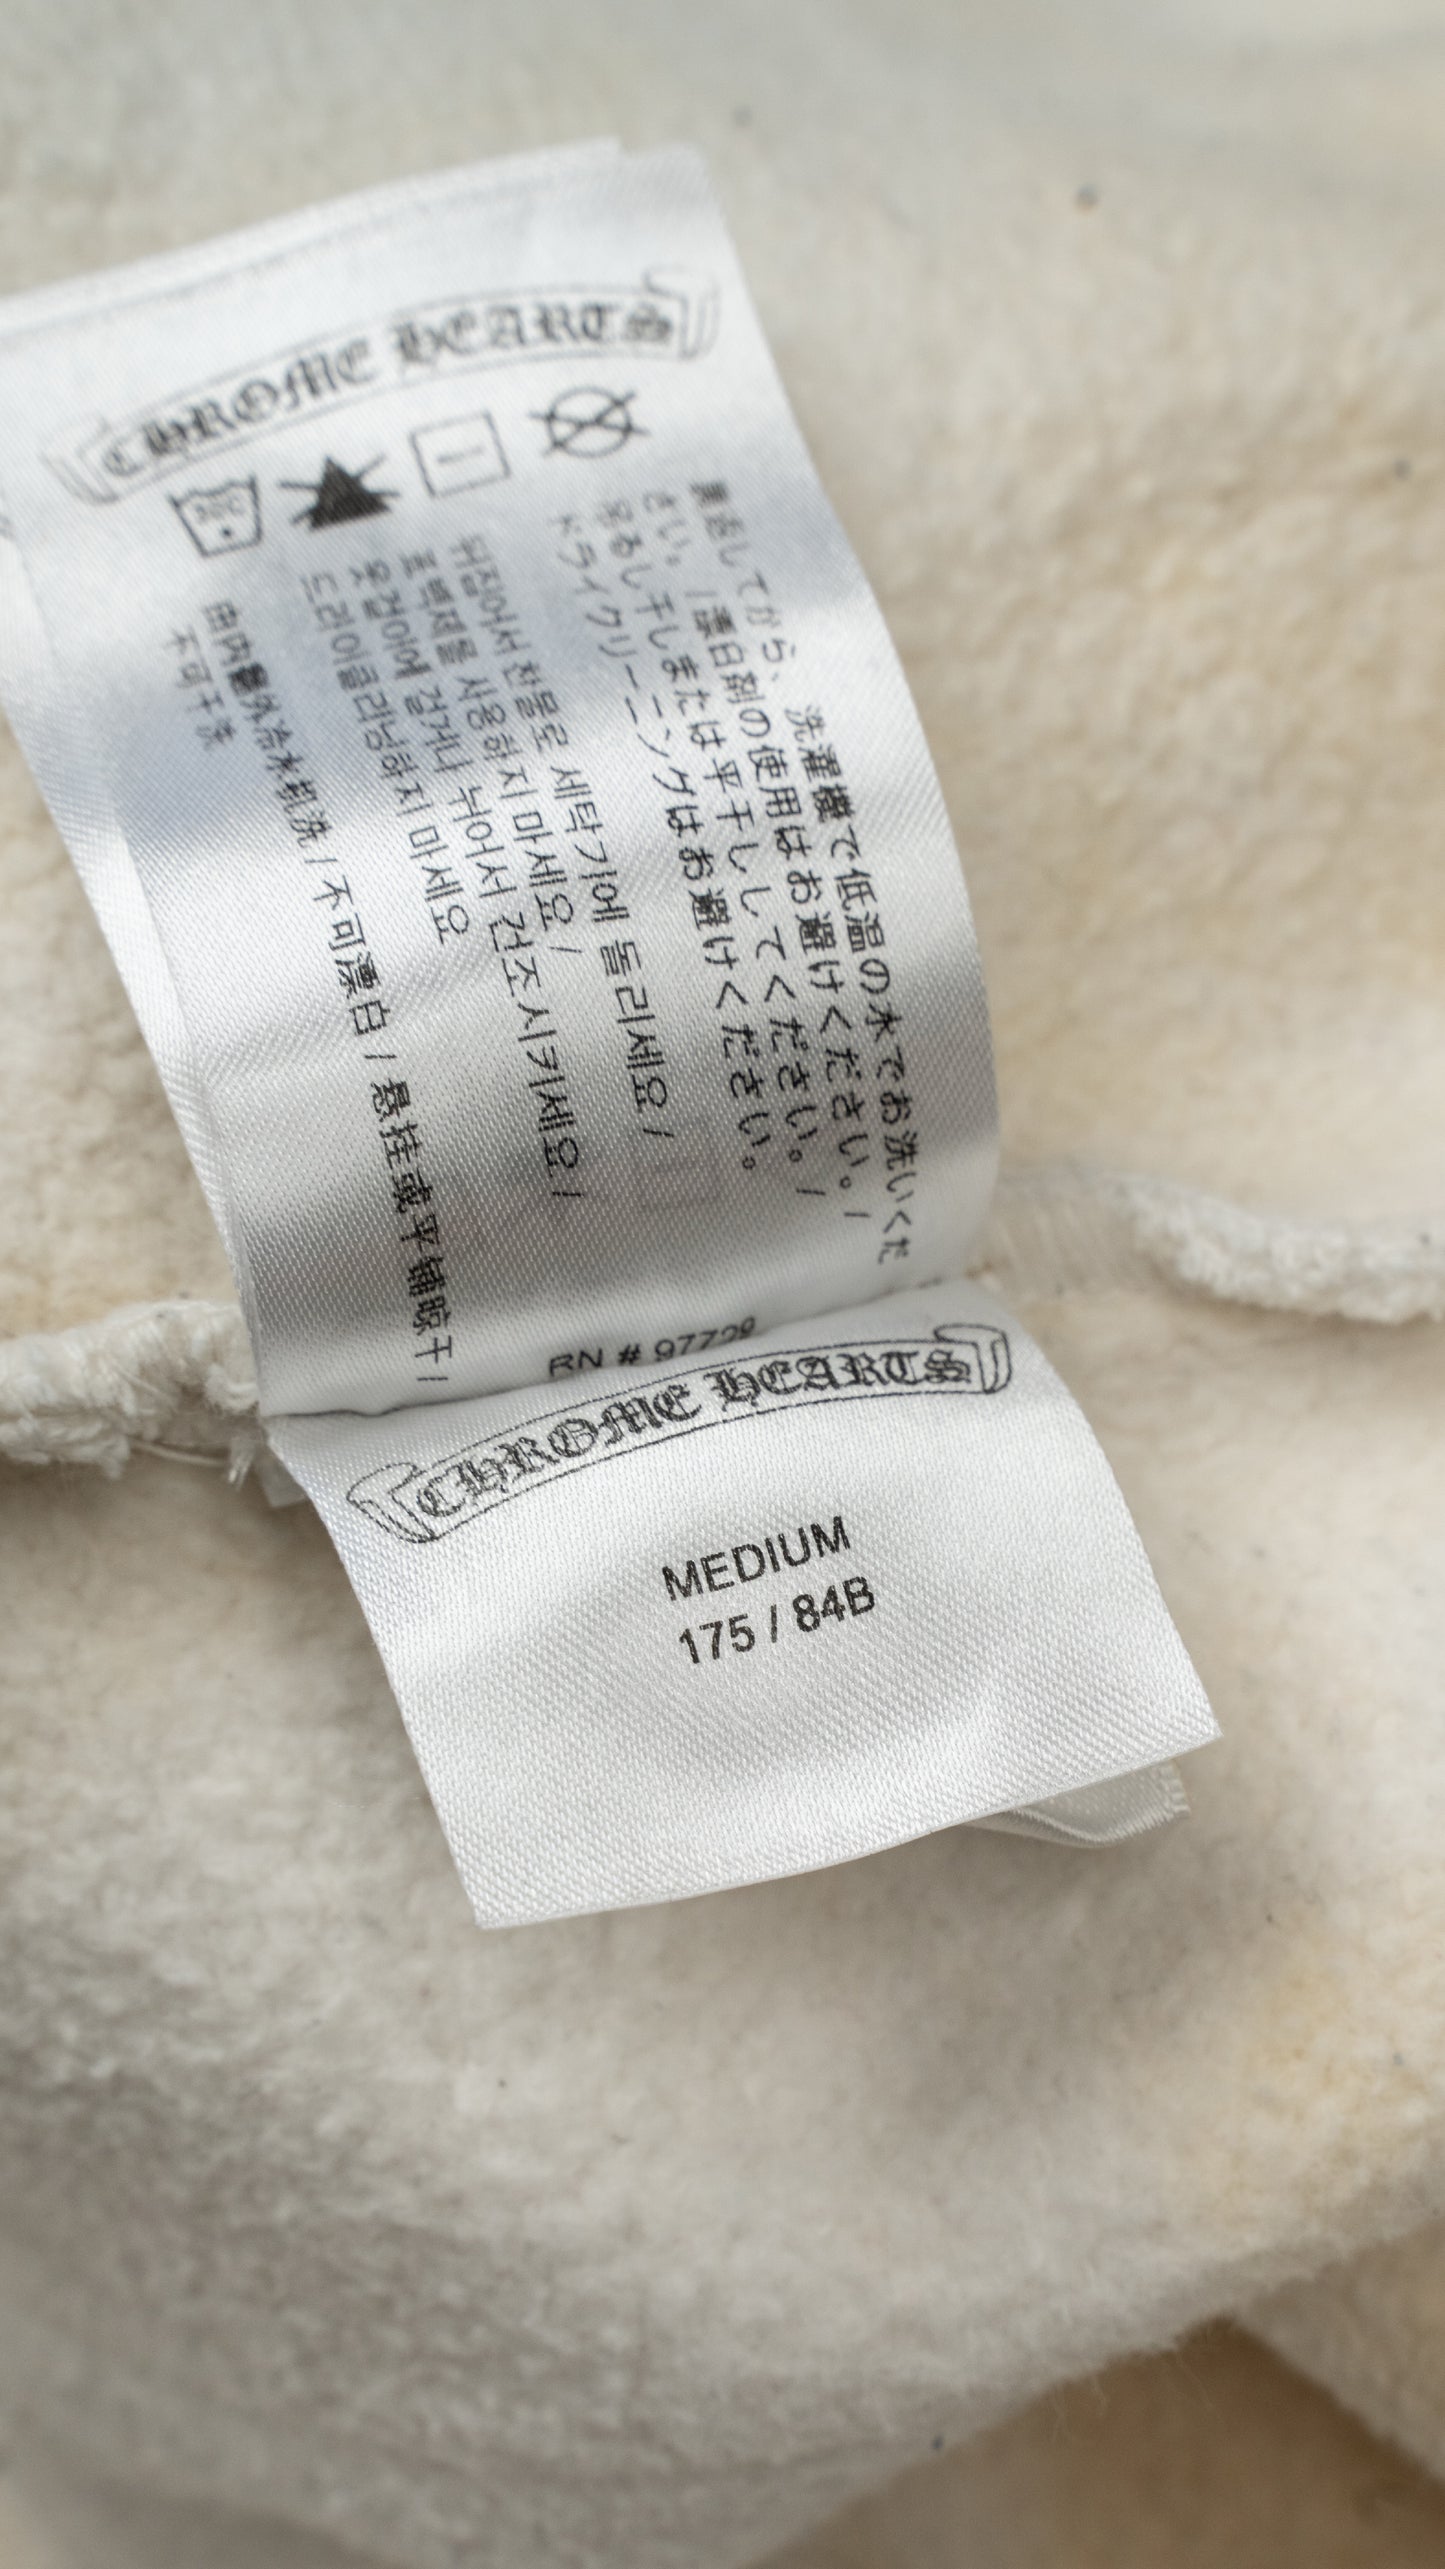 CHROME HEARTS
裏返してから、洗濯機で低温の水でお洗いくだ
さい。/漂白剤の使用はお避けください。/
吊るし干しまたは平干ししてください。/
ドライクリーニングはお避けください。
뒤집어서 찬물로 세탁기에 돌리세요 /
표백제를 사용하지 마세요 /
옷걸이에 걸거나 뉘어서 건조시키세요 /
드라이클리닝하지 마세요
由内翻外冷水机洗 / 不可漂白 / 悬挂或平铺晾干 /
不可干洗
RN # 97729
CHROME HEARTS
MEDIUM
175 / 84B